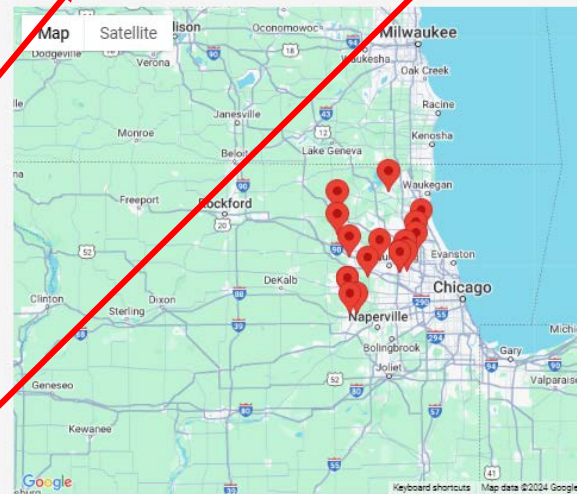 Map
Satellite
Oconomowoc
Milwaukee
Dodgeville
Verona
Waukesha
Oak Creek
Janesville
Racine
Monroe
Lake Geneva
Kenosha
Beloit
Waukegan
Freeport
Rockford
Evanston
DeKalb
Chicago
Clinton
Dixon
Sterling
Naperville
Bolingbrook
Joliet
Gary
Geneseo
Valparaiso
Kewanee
Google
Keyboard shortcuts
Map data ©2024 Google